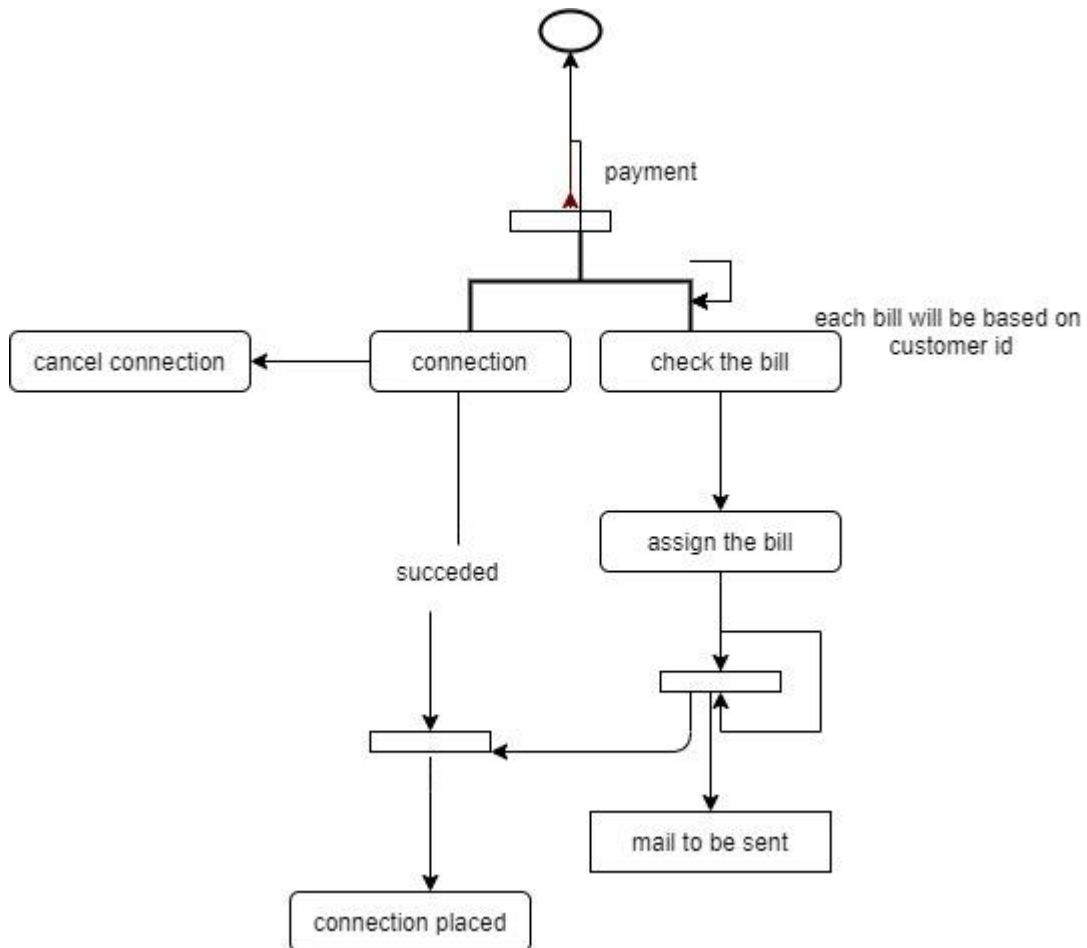 payment
each bill will be based on
customer id
cancel connection
connection
check the bill
assign the bill
succeded
mail to be sent
connection placed